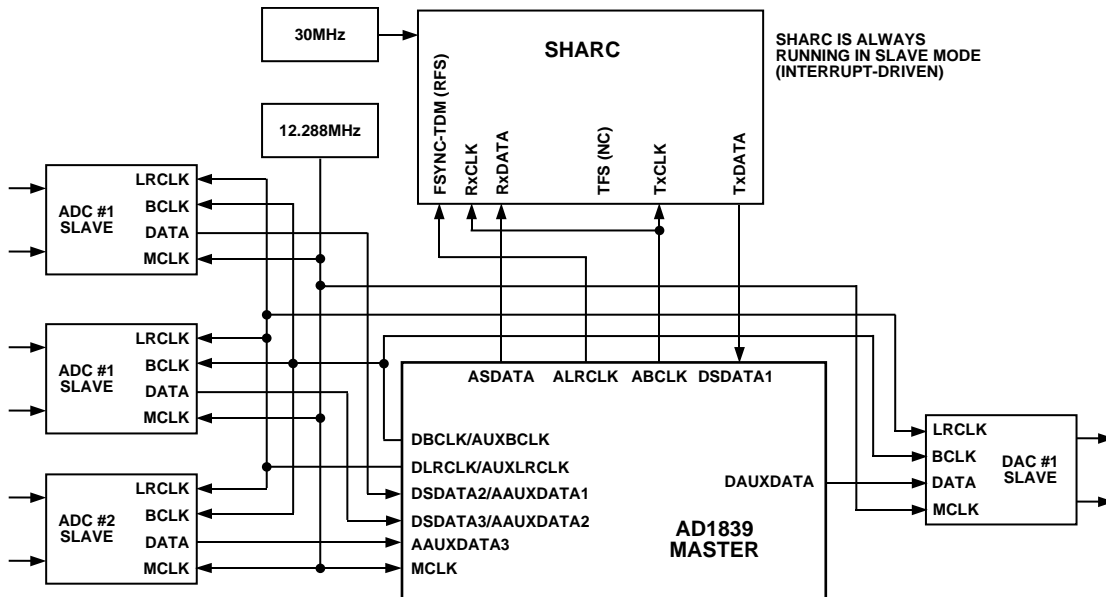 30MHz
SHARC
SHARC IS ALWAYS
RUNNING IN SLAVE MODE
(INTERRUPT-DRIVEN)
12.288MHz
FSYNC-TDM (RFS)
RxCLK
RxDATA
TFS (NC)
TxCLK
TxDATA
ADC #1
SLAVE
LRCLK
BCLK
DATA
MCLK
ADC #1
SLAVE
LRCLK
BCLK
DATA
MCLK
ADC #2
SLAVE
LRCLK
BCLK
DATA
MCLK
ASDATA ALRCLK ABCLK DSDATA1
DBCLK/AUXBCLK
DLRCLK/AUXLRCLK
DSDATA2/AAUXDATA1
DSDATA3/AAUXDATA2
AAUXDATA3
MCLK
DAUXDATA
AD1839
MASTER
LRCLK
BCLK
DATA
MCLK
DAC #1
SLAVE